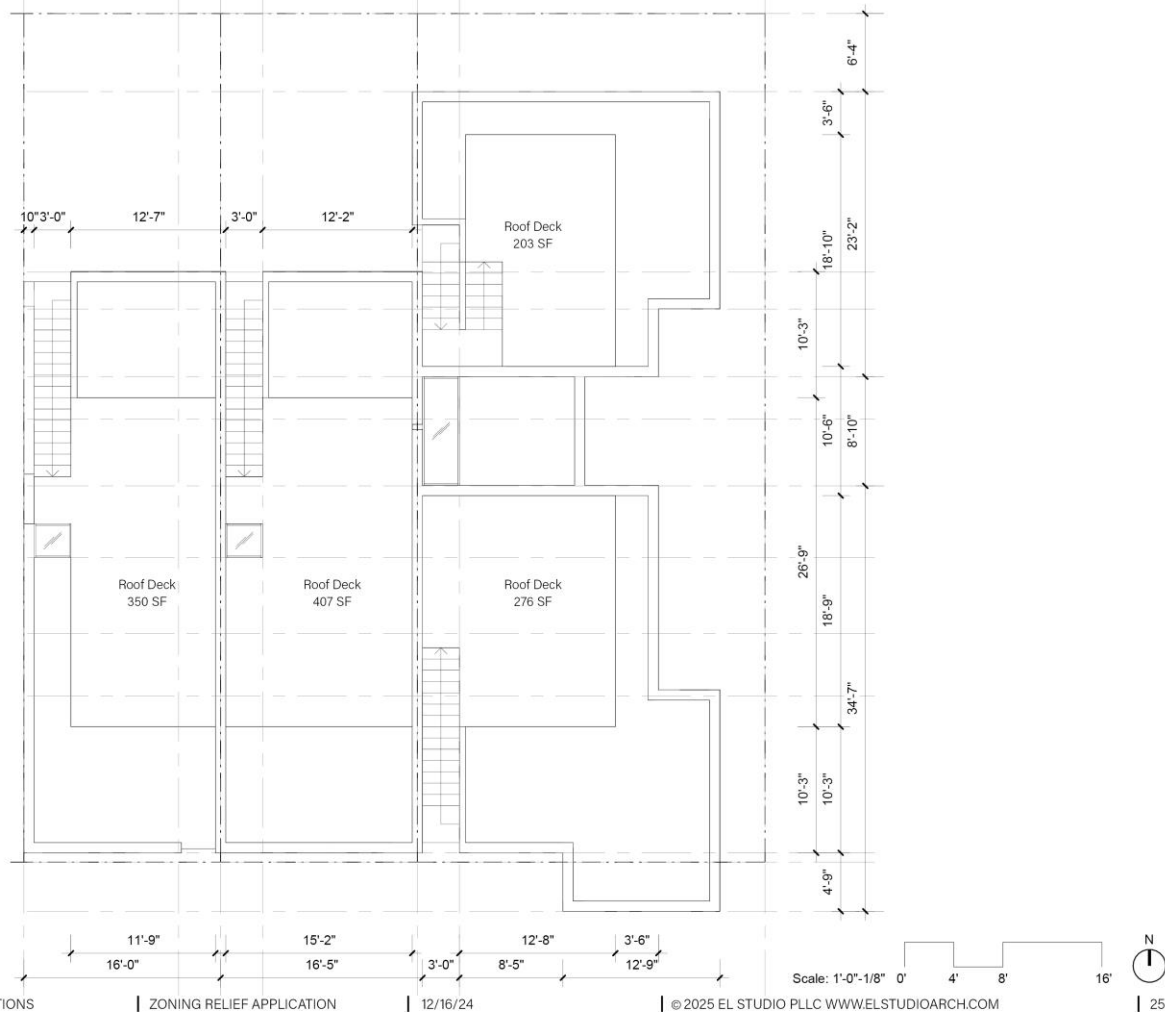 6'-4"
3'-6"
10" 3'-0" 12'-7" 3'-0" 12'-2"
Roof Deck
203 SF
18'-10"
23'-2"
10'-3"
10'-6"
8'-10"
26'-9"
Roof Deck
350 SF
Roof Deck
407 SF
Roof Deck
276 SF
18'-9"
34'-7"
10'-3"
10'-3"
4'-9"
11'-9" 15'-2" 12'-8" 3'-6"
16'-0" 16'-5" 3'-0" 8'-5" 12'-9"
N
Scale: 1'-0"-1/8" 0' 4' 8' 16'
TIONS ZONING RELIEF APPLICATION 12/16/24 © 2025 EL STUDIO PLLC WWW.ELSTUDIOARCH.COM 25